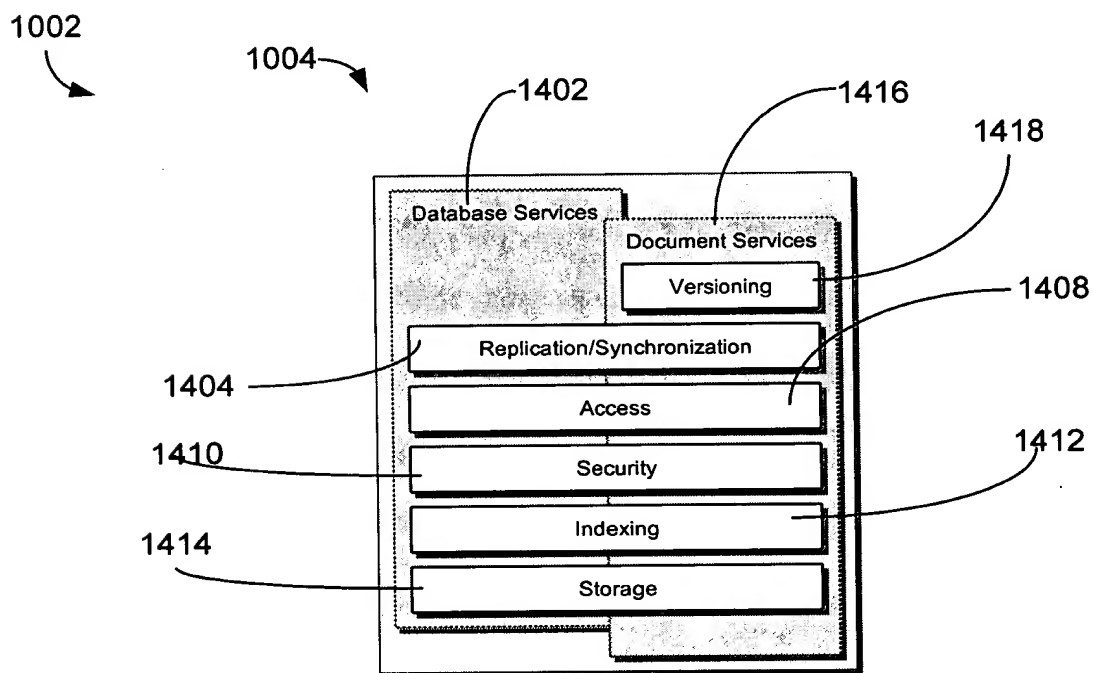 1002
1004
1402
1416
1418
Database Services
Document Services
Versioning
1408
Replication/Synchronization
1404
Access
1410
Security
1412
Indexing
1414
Storage